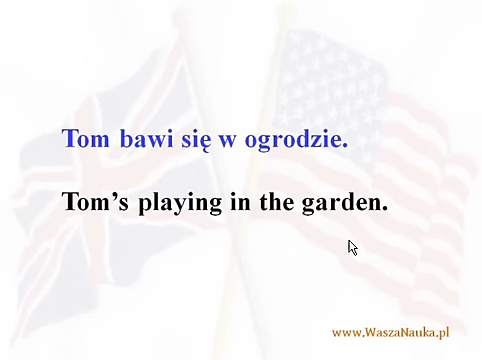 Tom bawi się w ogrodzie.
Tom’s playing in the garden.
www.WaszaNauka.pl